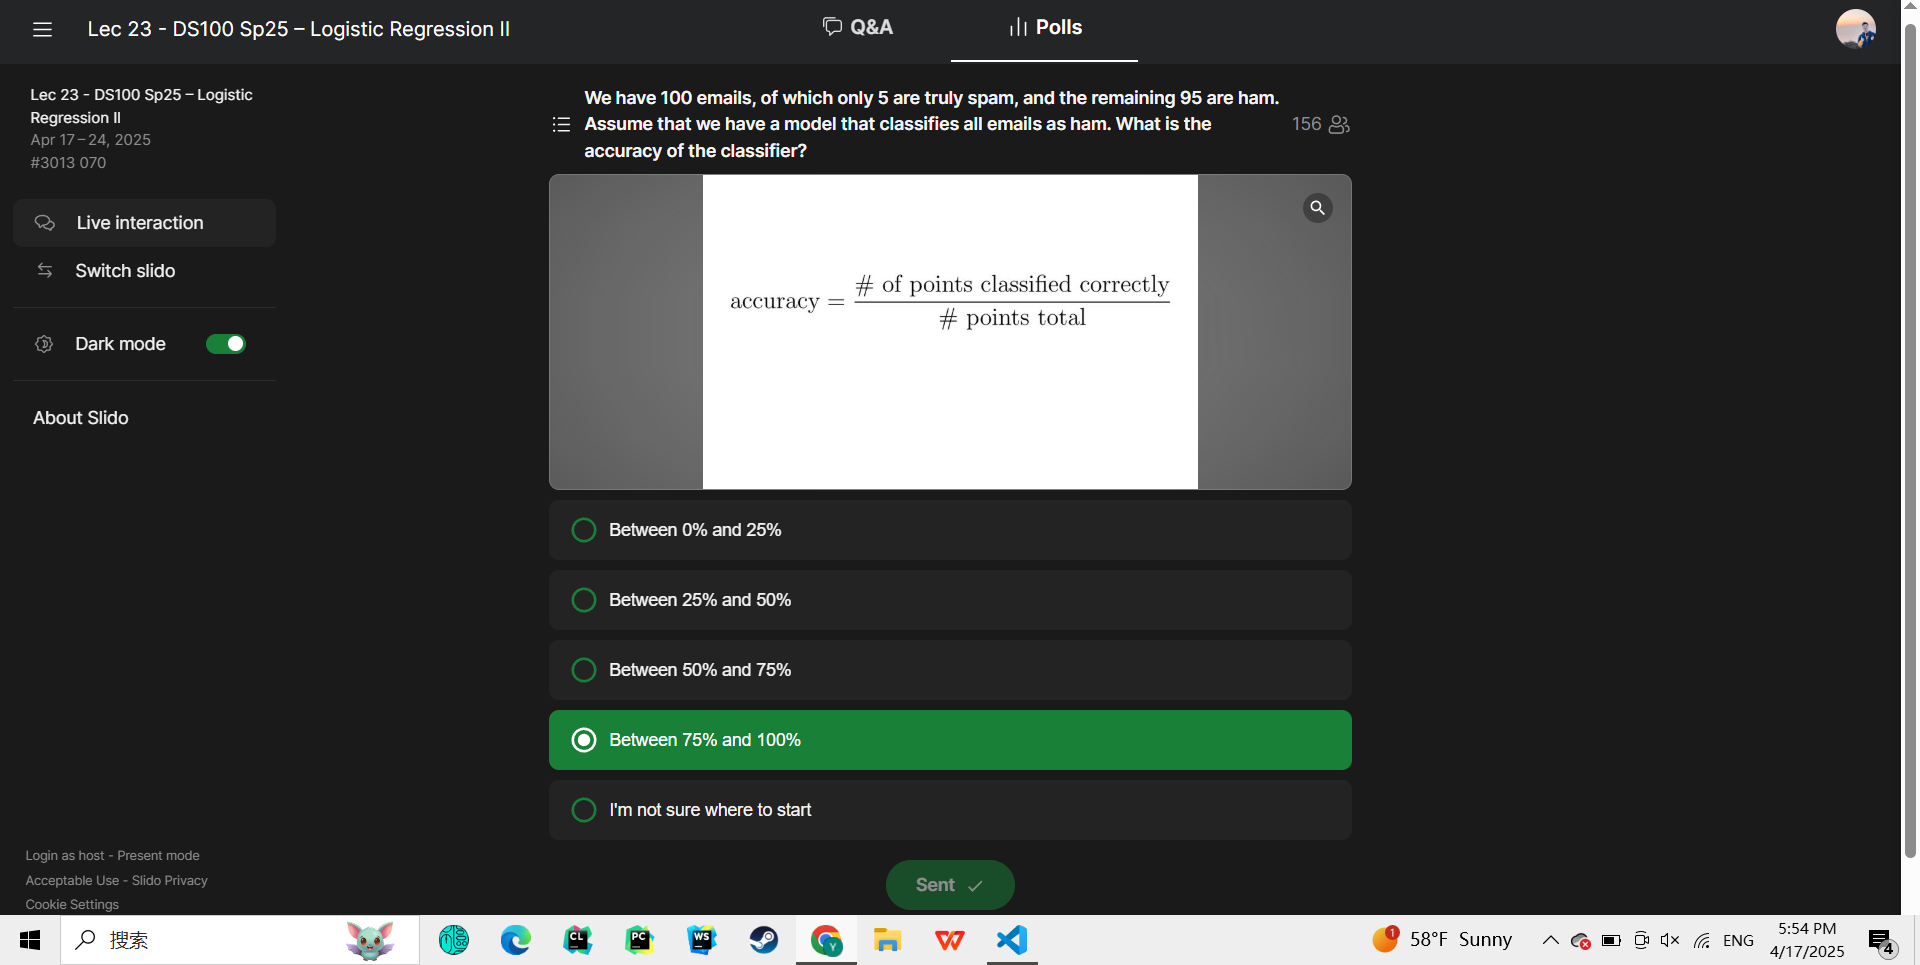 Lec 23 - DS100 Sp25 – Logistic Regression II
Q&A
Polls
Lec 23 - DS100 Sp25 – Logistic
Regression II
Apr 17 – 24, 2025
#3013 070
Live interaction
Switch slido
Dark mode
About Slido
We have 100 emails, of which only 5 are truly spam, and the remaining 95 are ham.
Assume that we have a model that classifies all emails as ham. What is the
accuracy of the classifier?
156
accuracy = # of points classified correctly
# points total
Between 0% and 25%
Between 25% and 50%
Between 50% and 75%
Between 75% and 100%
I'm not sure where to start
Sent
Login as host - Present mode
Acceptable Use - Slido Privacy
Cookie Settings
搜索
CL
PC
WS
Y
1
58°F Sunny
ENG
5:54 PM
4/17/2025
4